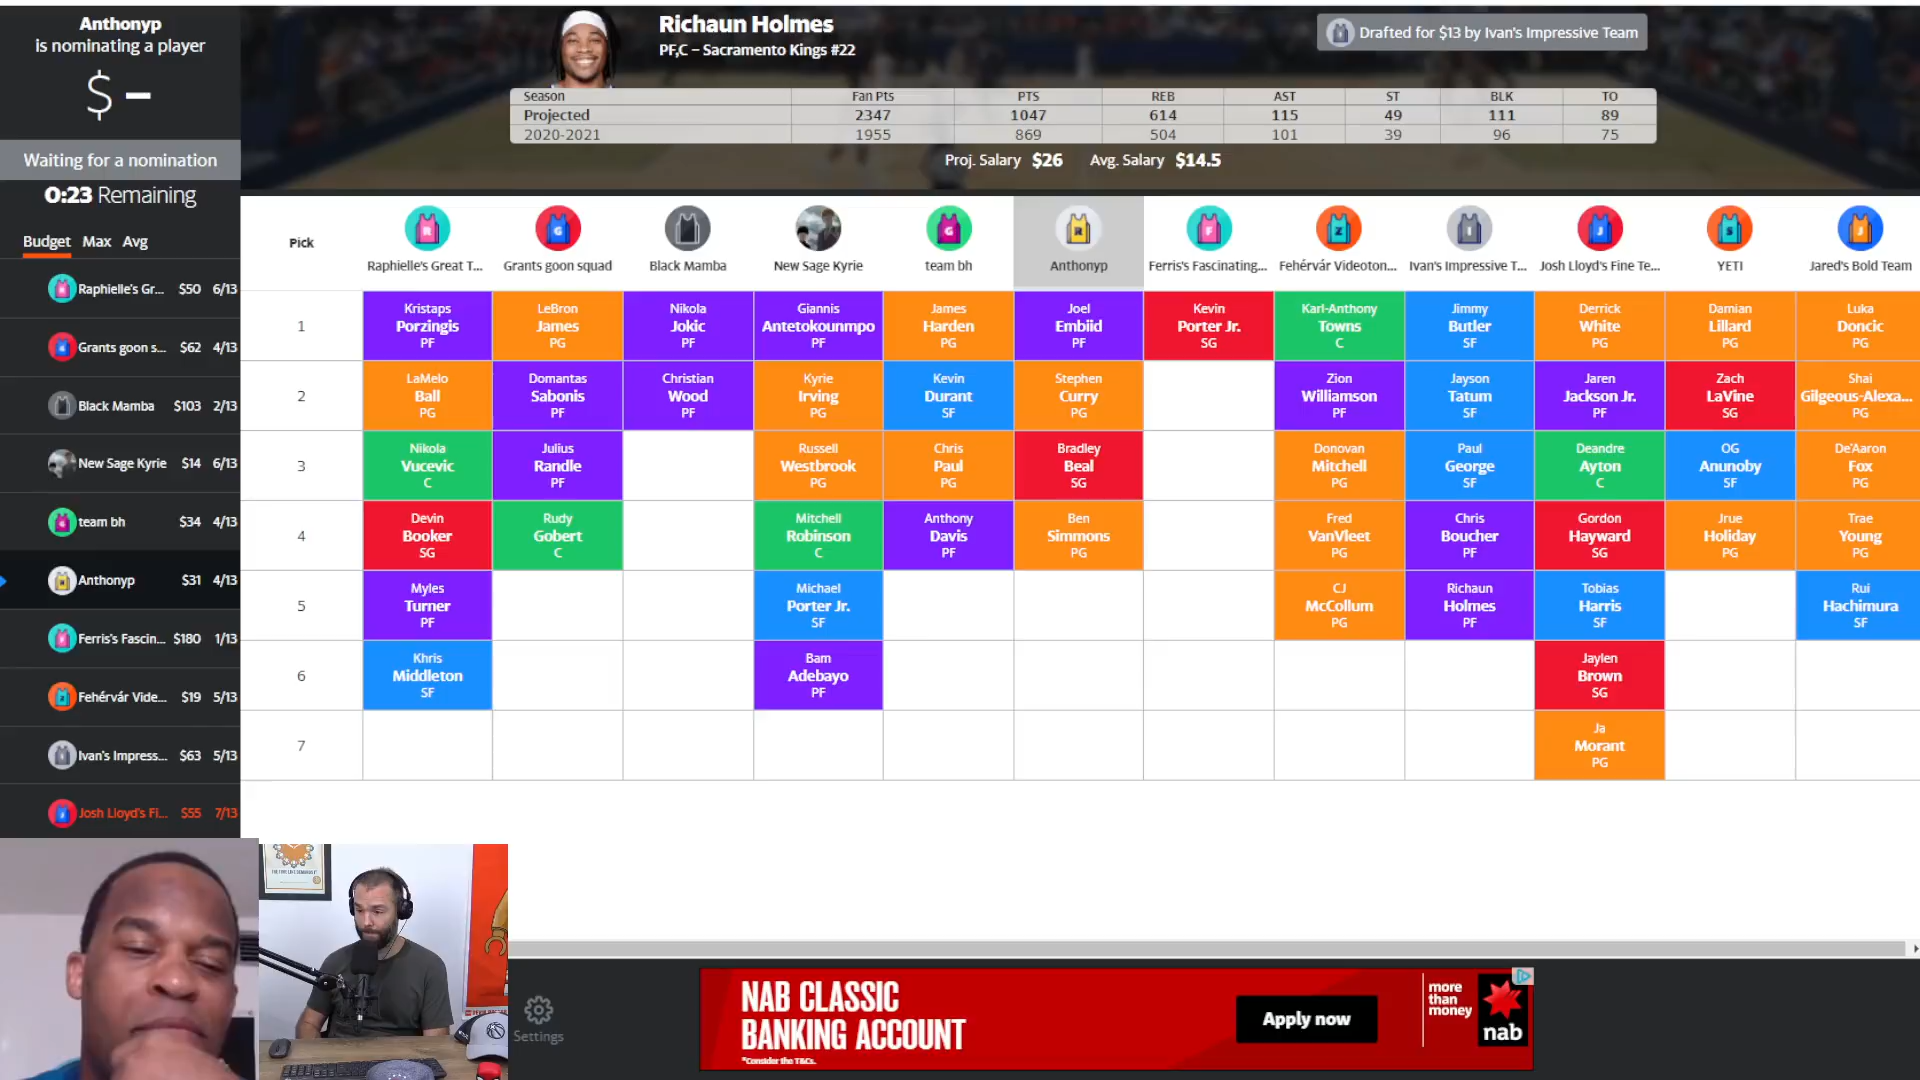 Anthonyp
is nominating a player
$ –
Waiting for a nomination
0:23 Remaining
Budget Max Avg
Raphielle's Gr... $50 6/13
Grants goon s... $62 4/13
Black Mamba $103 2/13
New Sage Kyrie $14 6/13
team bh $34 4/13
Anthonyp $31 4/13
Ferris's Fascin... $180 1/13
Fehérvár Vide... $19 5/13
Ivan's Impress... $63 5/13
Josh Lloyd's Fi... $55 7/13
Richaun Holmes
PF,C – Sacramento Kings #22
Drafted for $13 by Ivan's Impressive Team
Season Fan Pts PTS REB AST ST BLK TO
Projected 2347 1047 614 115 49 111 89
2020-2021 1955 869 504 101 39 96 75
Proj. Salary $26 Avg. Salary $14.5
Pick Raphielle's Great T... Grants goon squad Black Mamba New Sage Kyrie team bh Anthonyp Ferris's Fascinating... Fehérvár Videoton... Ivan's Impressive T... Josh Lloyd's Fine Te... YETI Jared's Bold Team
Kristaps LeBron Nikola Giannis James Joel Kevin Karl-Anthony Jimmy Derrick Damian Luka
1 Porzingis James Jokic Antetokounmpo Harden Embiid Porter Jr. Towns Butler White Lillard Doncic
PF PG PF PF PG PF SG C SF PG PG PG
LaMelo Domantas Christian Kyrie Kevin Stephen Zion Jayson Jaren Zach Shai
2 Ball Sabonis Wood Irving Durant Curry Williamson Tatum Jackson Jr. LaVine Gilgeous-Alexa...
PG PF PF PG SF PG PF SF PF SG PG
Nikola Julius Russell Chris Bradley Donovan Paul Deandre OG De'Aaron
3 Vucevic Randle Westbrook Paul Beal Mitchell George Ayton Anunoby Fox
C PF PG PG SG PG SF C SF PG
Devin Rudy Mitchell Anthony Ben Fred Chris Gordon Jrue Trae
4 Booker Gobert Robinson Davis Simmons VanVleet Boucher Hayward Holiday Young
SG C C PF PG PG PF SG PG PG
Myles Michael CJ Richaun Tobias Rui
5 Turner Porter Jr. McCollum Holmes Harris Hachimura
PF SF PG PF SF SF
Khris Bam Jaylen
6 Middleton Adebayo Brown
SF PF SG
Ja
7 Morant
PG
Settings
NAB CLASSIC
BANKING ACCOUNT
*Consider the T&Cs.
Apply now
more
than
money
nab